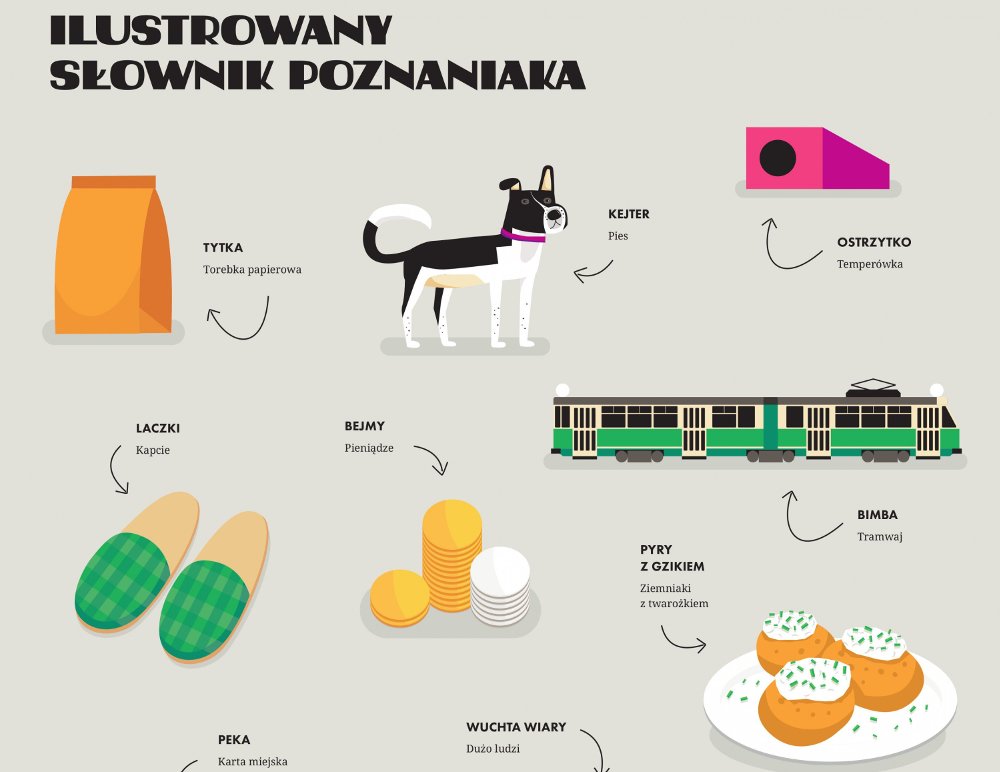 ILUSTROWANY
SŁOWNIK POZNANIAKA
TYTKA
Torebka papierowa
KEJTER
Pies
OSTRZYTKO
Temperówka
LACZKI
Kapcie
BEJMY
Pieniądze
BIMBA
Tramwaj
PYRY
Z GZIKIEM
Ziemniaki
z twarożkiem
PEKA
Karta miejska
WUCHTA WIARY
Dużo ludzi